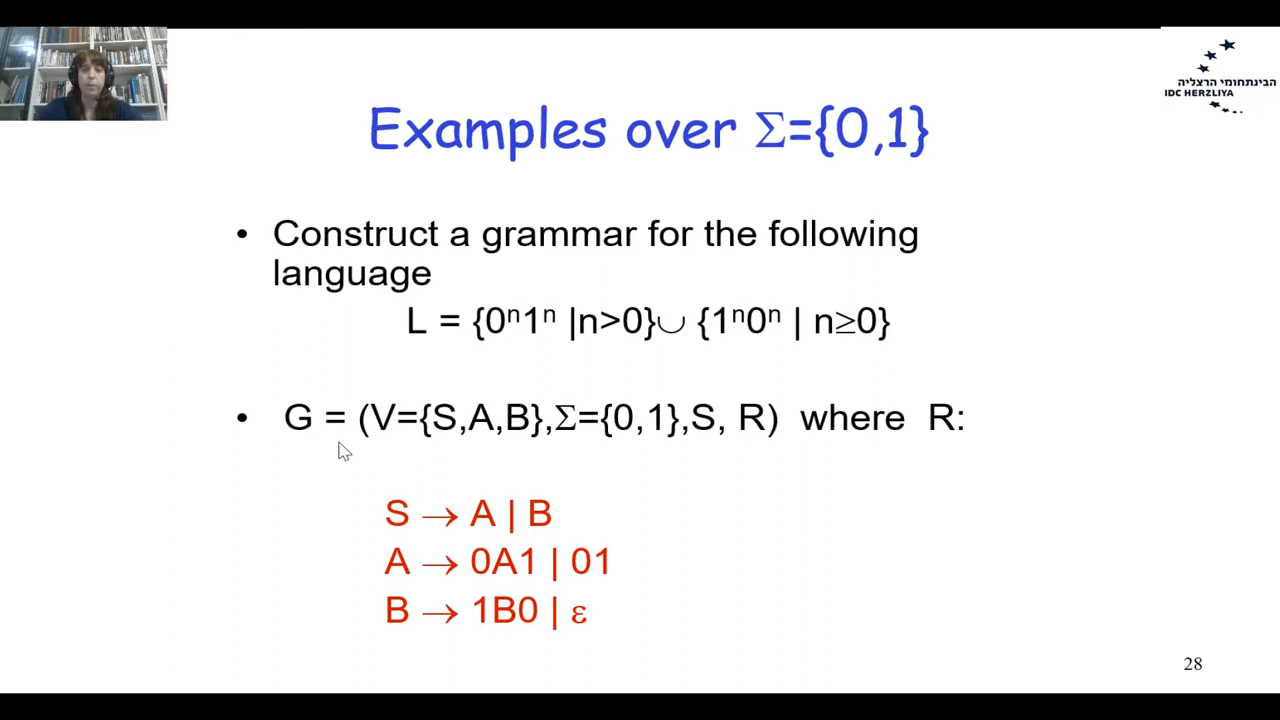 הבינתחומי הרצליה
IDC HERZLIYA
Examples over Σ={0,1}
• Construct a grammar for the following
language
L = {0ⁿ1ⁿ |n>0}∪ {1ⁿ0ⁿ | n≥0}
• G = (V={S,A,B},Σ={0,1},S, R) where R:
S → A | B
A → 0A1 | 01
B → 1B0 | ε
28